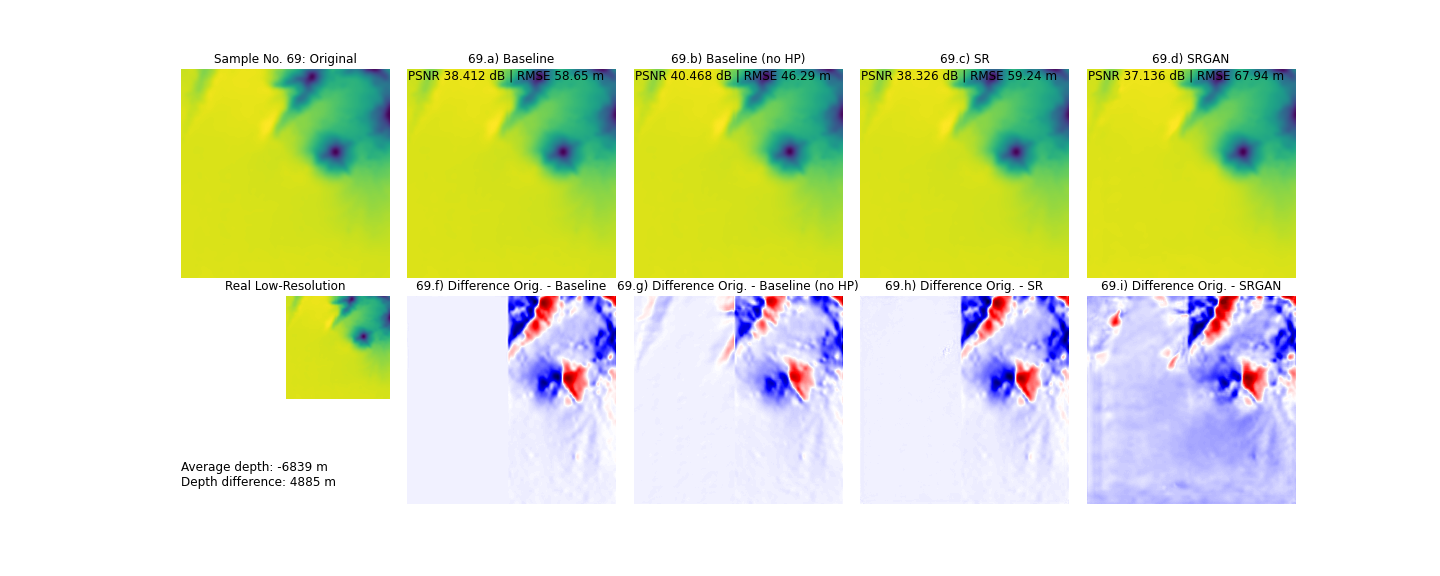 Sample No. 69: Original
69.a) Baseline
69.b) Baseline (no HP)
69.c) SR
69.d) SRGAN
PSNR 38.412 dB | RMSE 58.65 m
PSNR 40.468 dB | RMSE 46.29 m
PSNR 38.326 dB | RMSE 59.24 m
PSNR 37.136 dB | RMSE 67.94 m
Real Low-Resolution
69.f) Difference Orig. - Baseline
69.g) Difference Orig. - Baseline (no HP)
69.h) Difference Orig. - SR
69.i) Difference Orig. - SRGAN
Average depth: -6839 m
Depth difference: 4885 m